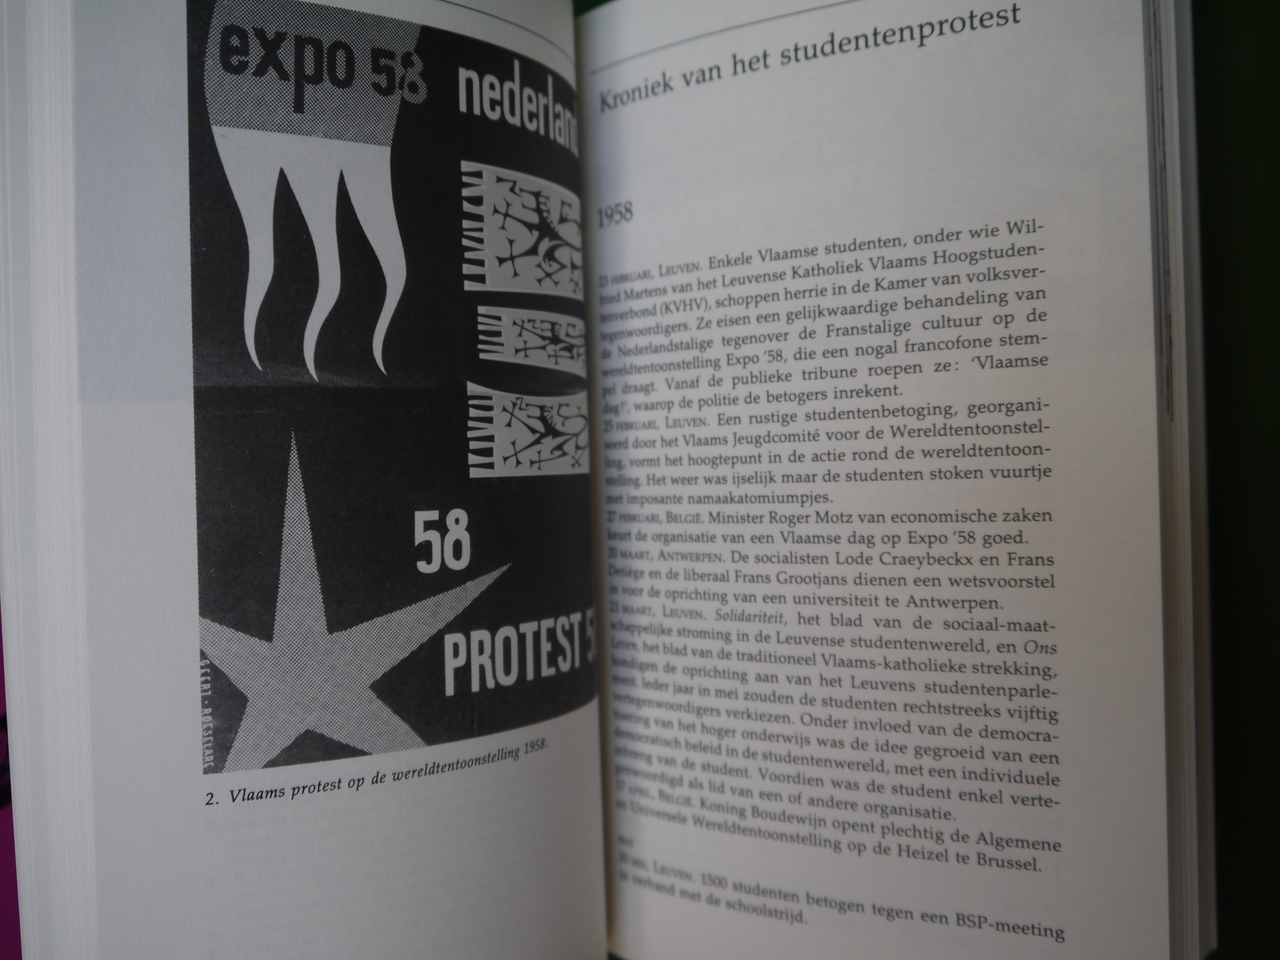 expo 58
nederland
58
PROTEST 5
GEERT-ROESELARE
2. Vlaams protest op de wereldtentoonstelling 1958.
Kroniek van het studentenprotest
1958
23 FEBRUARI, LEUVEN. Enkele Vlaamse studenten, onder wie Wil-
fried Martens van het Leuvense Katholiek Vlaams Hoogstuden-
tenverbond (KVHV), schoppen herrie in de Kamer van volksver-
tegenwoordigers. Ze eisen een gelijkwaardige behandeling van
de Nederlandstalige tegenover de Franstalige cultuur op de
wereldtentoonstelling Expo '58, die een nogal francofone stem-
pel draagt. Vanaf de publieke tribune roepen ze: 'Vlaamse
dag!', waarop de politie de betogers inrekent.
25 FEBRUARI, LEUVEN. Een rustige studentenbetoging, georgani-
seerd door het Vlaams Jeugdcomité voor de Wereldtentoonstel-
ling, vormt het hoogtepunt in de actie rond de wereldtentoon-
stelling. Het weer was ijselijk maar de studenten stoken vuurtje
met imposante namaakatomiumpjes.
27 FEBRUARI, BELGIË. Minister Roger Motz van economische zaken
keurt de organisatie van een Vlaamse dag op Expo '58 goed.
20 MAART, ANTWERPEN. De socialisten Lode Craeybeckx en Frans
Detiège en de liberaal Frans Grootjans dienen een wetsvoorstel
in voor de oprichting van een universiteit te Antwerpen.
21 MAART, LEUVEN. Solidariteit, het blad van de sociaal-maat-
schappelijke stroming in de Leuvense studentenwereld, en Ons
Leven, het blad van de traditioneel Vlaams-katholieke strekking,
kondigen de oprichting aan van het Leuvens studentenparle-
ment. Ieder jaar in mei zouden de studenten rechtstreeks vijftig
vertegenwoordigers verkiezen. Onder invloed van de democra-
tisering van het hoger onderwijs was de idee gegroeid van een
democratisch beleid in de studentenwereld, met een individuele
inbreng van de student. Voordien was de student enkel verte-
genwoordigd als lid van een of andere organisatie.
17 APRIL, BELGIË. Koning Boudewijn opent plechtig de Algemene
en Universele Wereldtentoonstelling op de Heizel te Brussel.
MEI, LEUVEN. 1500 studenten betogen tegen een BSP-meeting
in verband met de schoolstrijd.